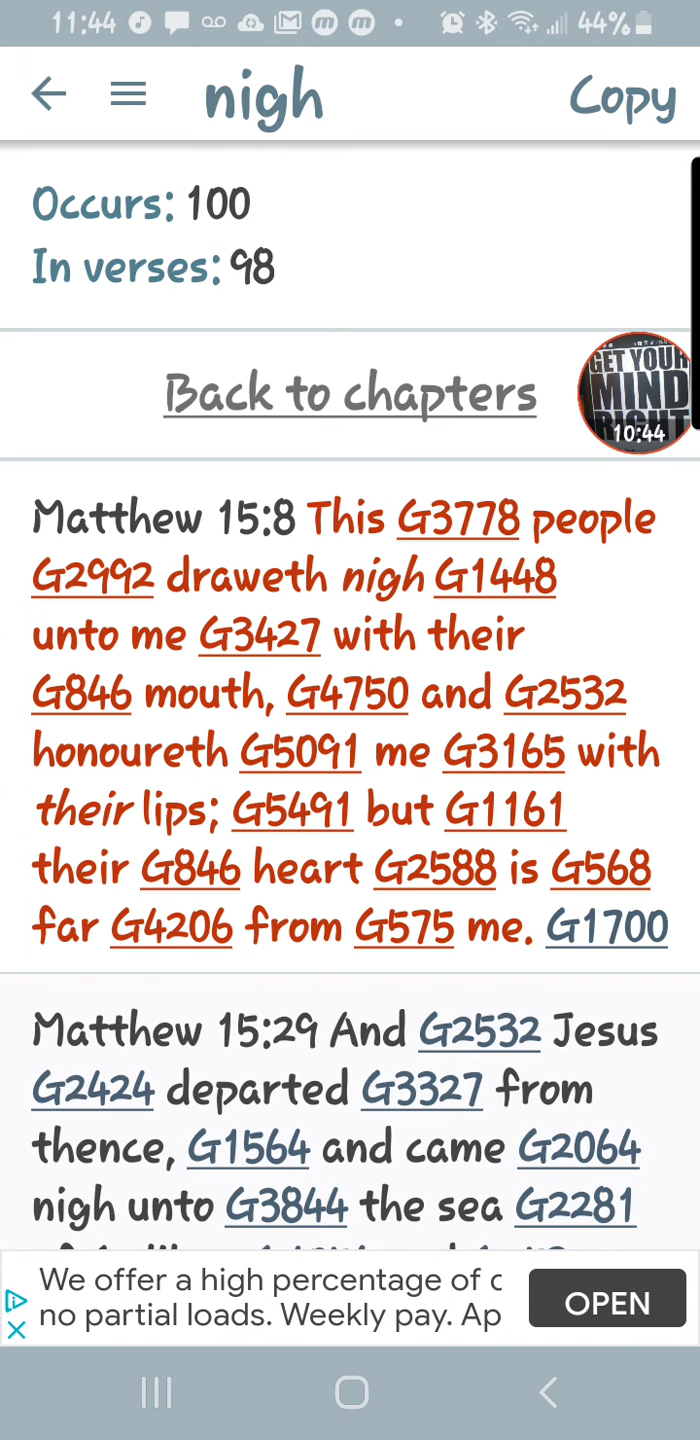 11:44 44%
nigh Copy
Occurs: 100
In verses: 98
Back to chapters
GET YOUR
MIND
RIGHT
10:44
Matthew 15:8 This G3778 people
G2992 draweth nigh G1448
unto me G3427 with their
G846 mouth, G4750 and G2532
honoureth G5091 me G3165 with
their lips; G5491 but G1161
their G846 heart G2588 is G568
far G4206 from G575 me. G1700
Matthew 15:29 And G2532 Jesus
G2424 departed G3327 from
thence, G1564 and came G2064
nigh unto G3844 the sea G2281
We offer a high percentage of
no partial loads. Weekly pay. Ap
OPEN